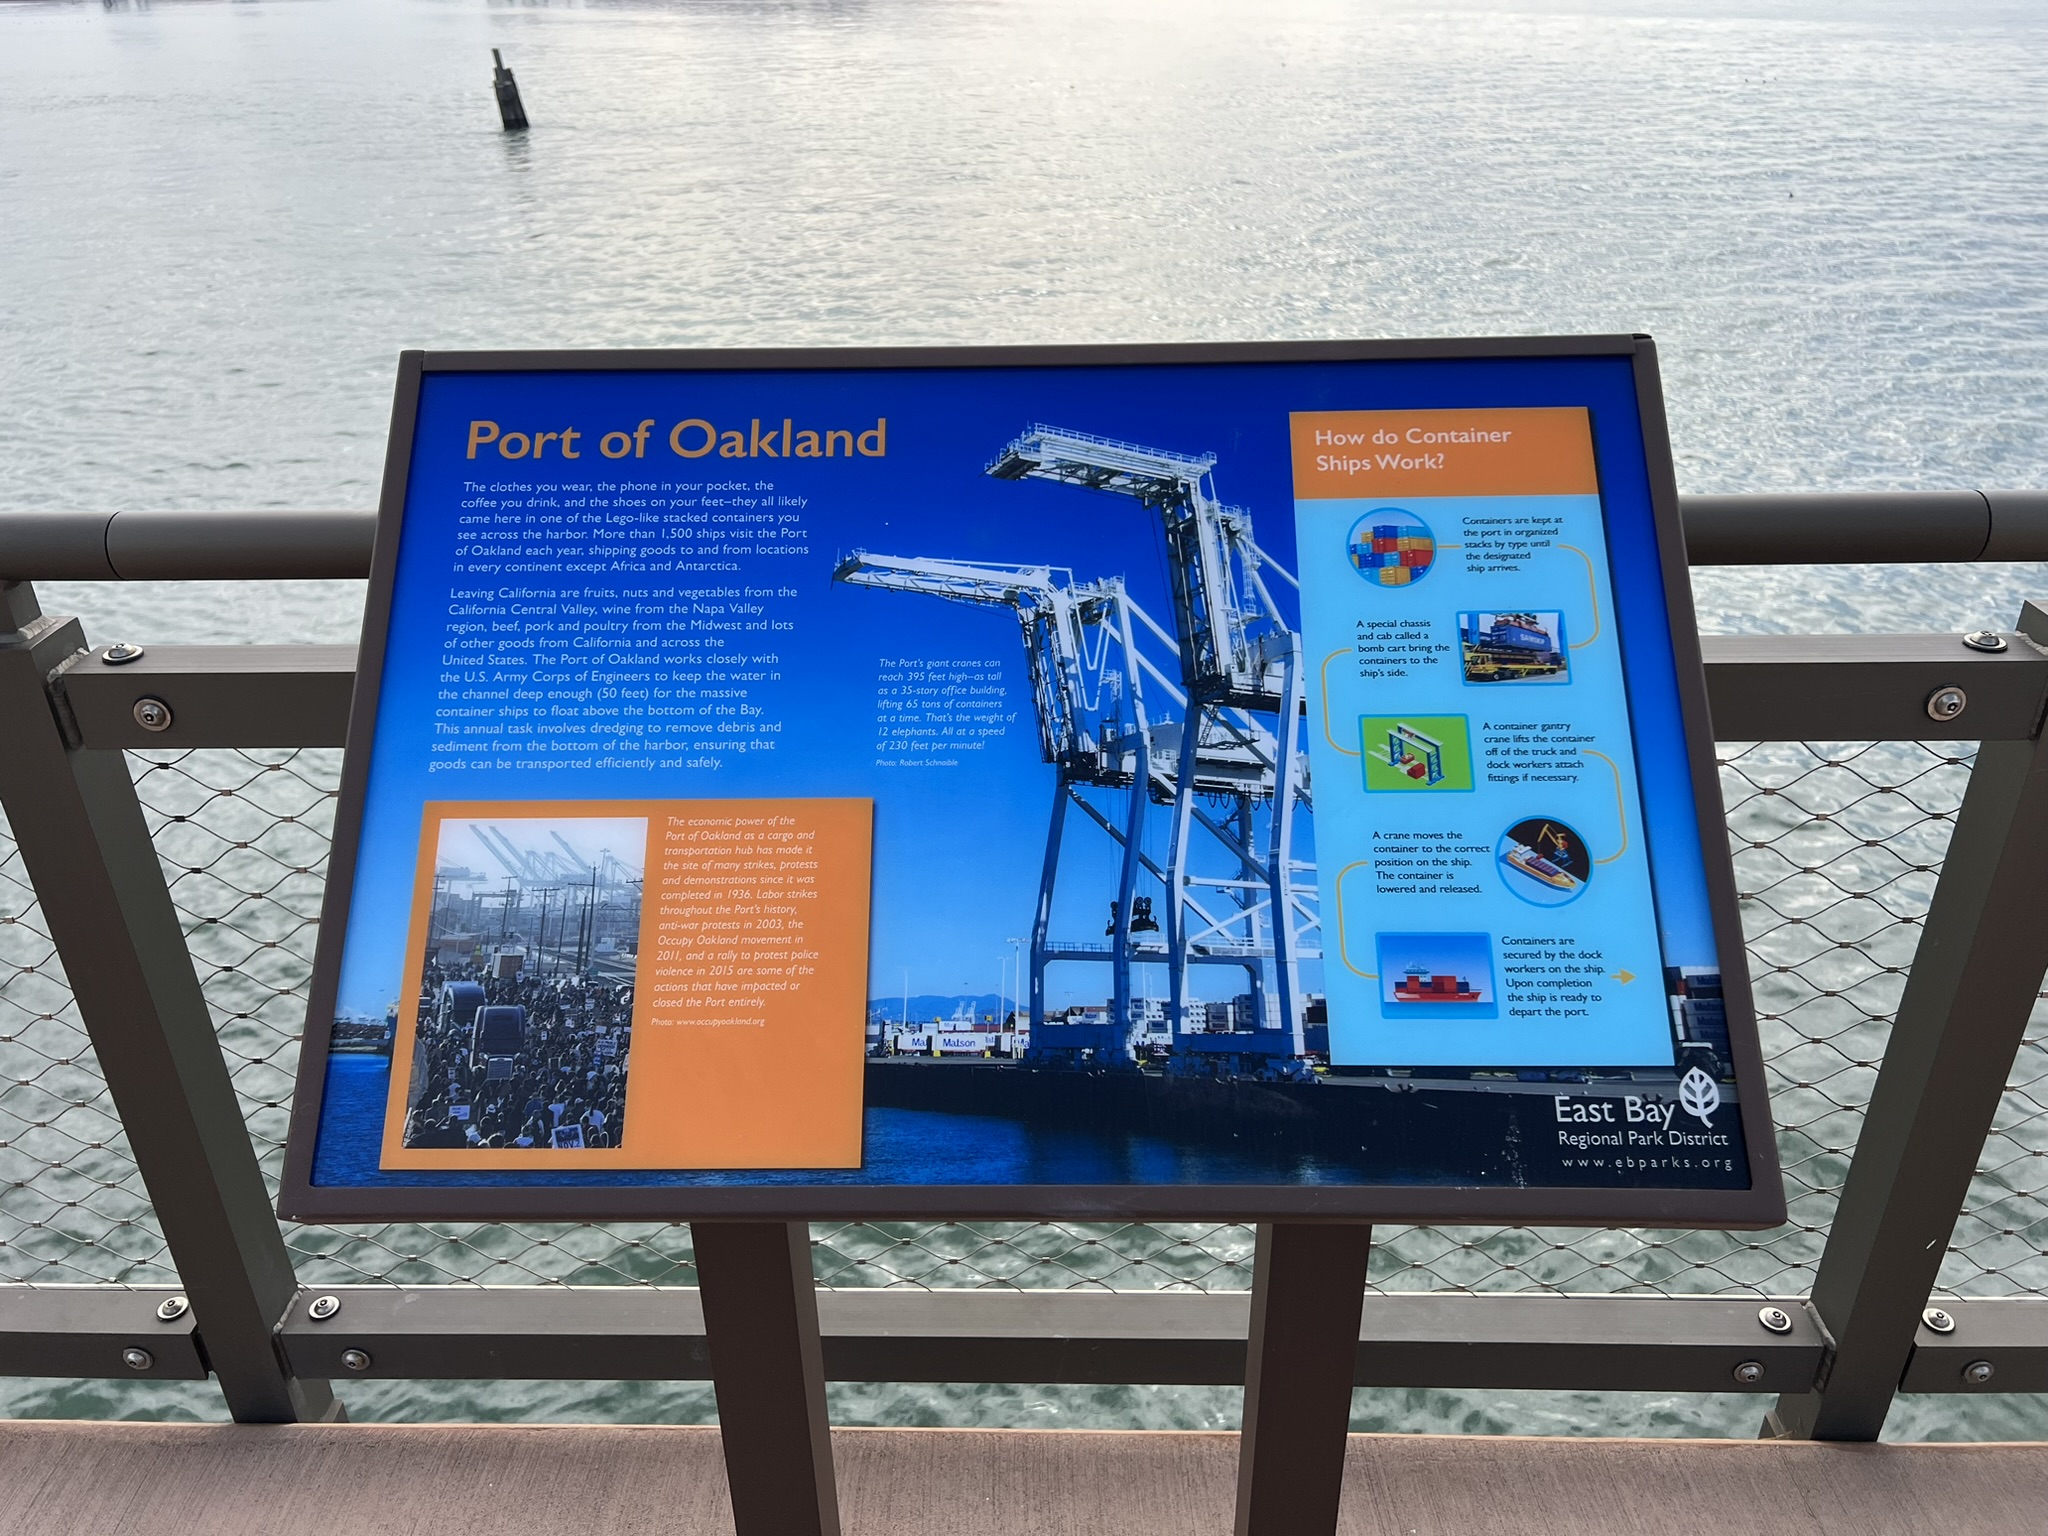 Port of Oakland
The clothes you wear, the phone in your pocket, the
coffee you drink, and the shoes on your feet–they all likely
came here in one of the Lego-like stacked containers you
see across the harbor. More than 1,500 ships visit the Port
of Oakland each year, shipping goods to and from locations
in every continent except Africa and Antarctica.
Leaving California are fruits, nuts and vegetables from the
California Central Valley, wine from the Napa Valley
region, beef, pork and poultry from the Midwest and lots
of other goods from California and across the
United States. The Port of Oakland works closely with
the U.S. Army Corps of Engineers to keep the water in
the channel deep enough (50 feet) for the massive
container ships to float above the bottom of the Bay.
This annual task involves dredging to remove debris and
sediment from the bottom of the harbor, ensuring that
goods can be transported efficiently and safely.
The economic power of the
Port of Oakland as a cargo and
transportation hub has made it
the site of many strikes, protests
and demonstrations since it was
completed in 1936. Labor strikes
throughout the Port's history,
anti-war protests in 2003, the
Occupy Oakland movement in
2011, and a rally to protest police
violence in 2015 are some of the
actions that have impacted or
closed the Port entirely.
Photo: www.occupyoakland.org
The Port's giant cranes can
reach 395 feet high–as tall
as a 35-story office building,
lifting 65 tons of containers
at a time. That's the weight of
12 elephants. All at a speed
of 230 feet per minute!
Photo: Robert Schnaible
Matson
How do Container
Ships Work?
Containers are kept at
the port in organized
stacks by type until
the designated
ship arrives.
A special chassis
and cab called a
bomb cart bring the
containers to the
ship's side.
A container gantry
crane lifts the container
off of the truck and
dock workers attach
fittings if necessary.
A crane moves the
container to the correct
position on the ship.
The container is
lowered and released.
Containers are
secured by the dock
workers on the ship.
Upon completion
the ship is ready to
depart the port.
East Bay
Regional Park District
www.ebparks.org